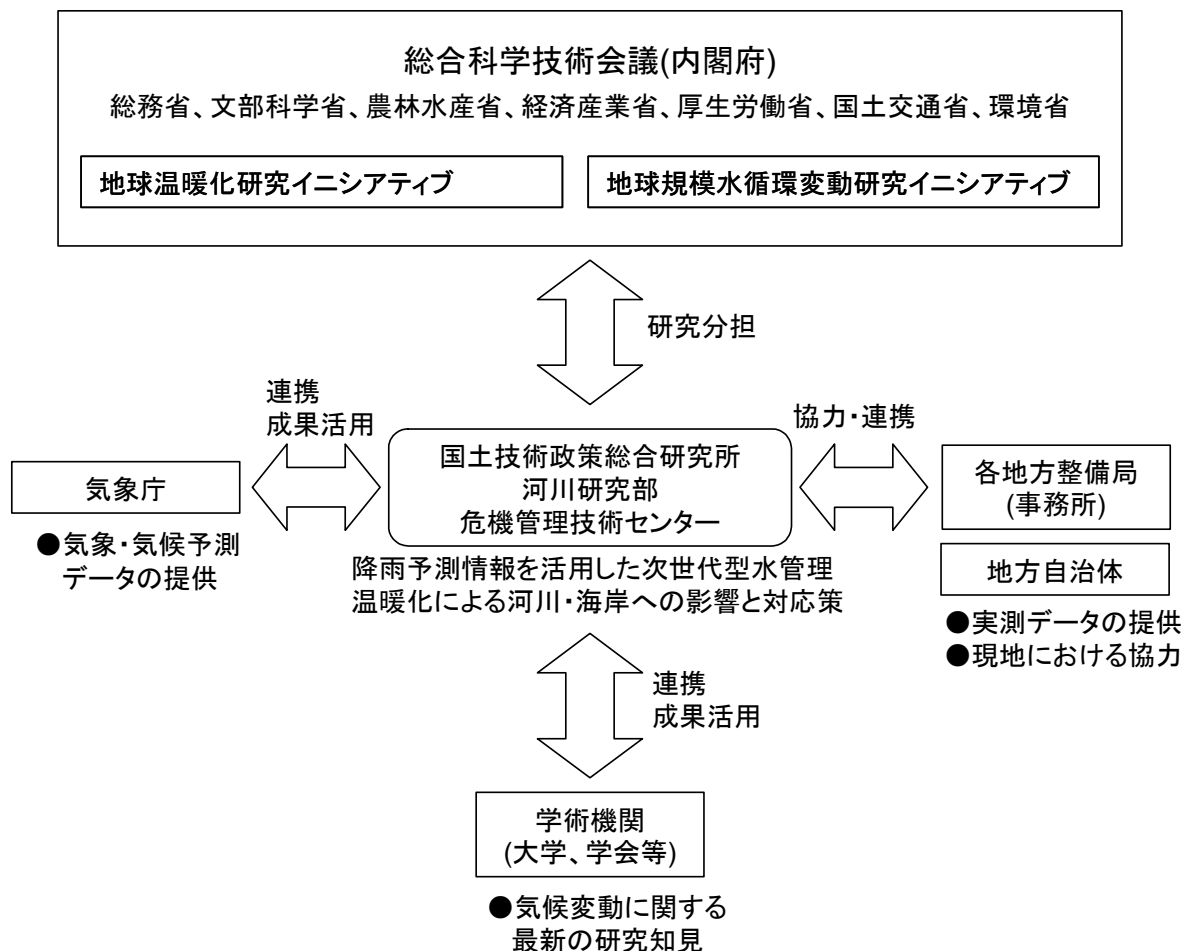 総合科学技術会議(内閣府)
総務省、文部科学省、農林水産省、経済産業省、厚生労働省、国土交通省、環境省
地球温暖化研究イニシアティブ
地球規模水循環変動研究イニシアティブ
研究分担
連携
成果活用
協力・連携
気象庁
●気象・気候予測
データの提供
国土技術政策総合研究所
河川研究部
危機管理技術センター
降雨予測情報を活用した次世代型水管理
温暖化による河川・海岸への影響と対応策
各地方整備局
(事務所)
地方自治体
●実測データの提供
●現地における協力
連携
成果活用
学術機関
(大学、学会等)
●気候変動に関する
最新の研究知見